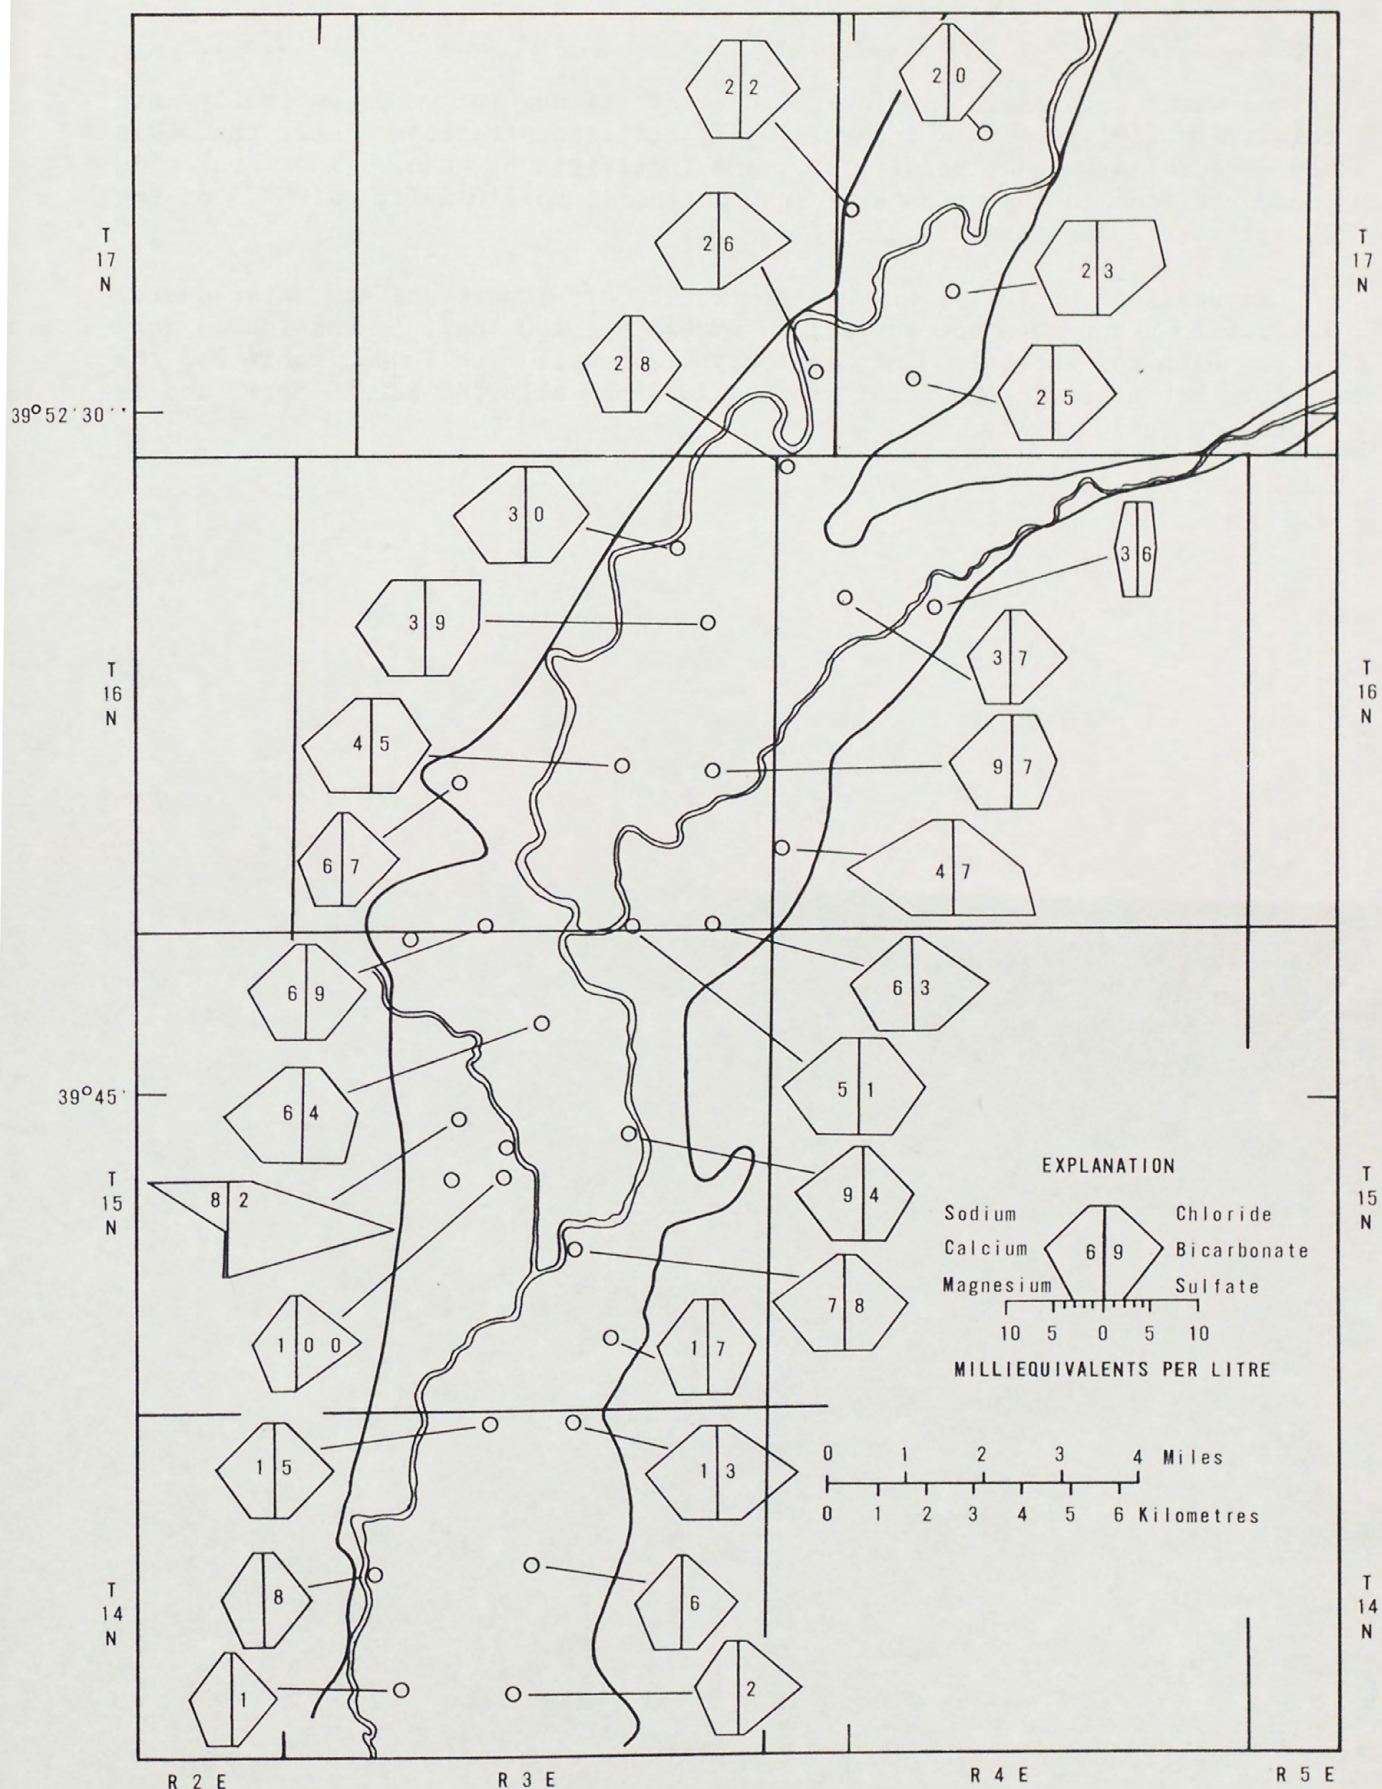 22
20
T
17
N
26
23
T
17
N
28
25
39°52'30''
30
36
39
37
T
16
N
T
16
N
45
97
67
47
69
63
39°45'
64
51
EXPLANATION
T
15
N
82
94
T
15
N
Sodium
Chloride
Calcium
69
Bicarbonate
Magnesium
Sulfate
78
10 5 0 5 10
100
17
MILLIEQUIVALENTS PER LITRE
15
13
0 1 2 3 4 Miles
0 1 2 3 4 5 6 Kilometres
T
14
N
8
6
T
14
N
1
2
R 2 E
R 3 E
R 4 E
R 5 E